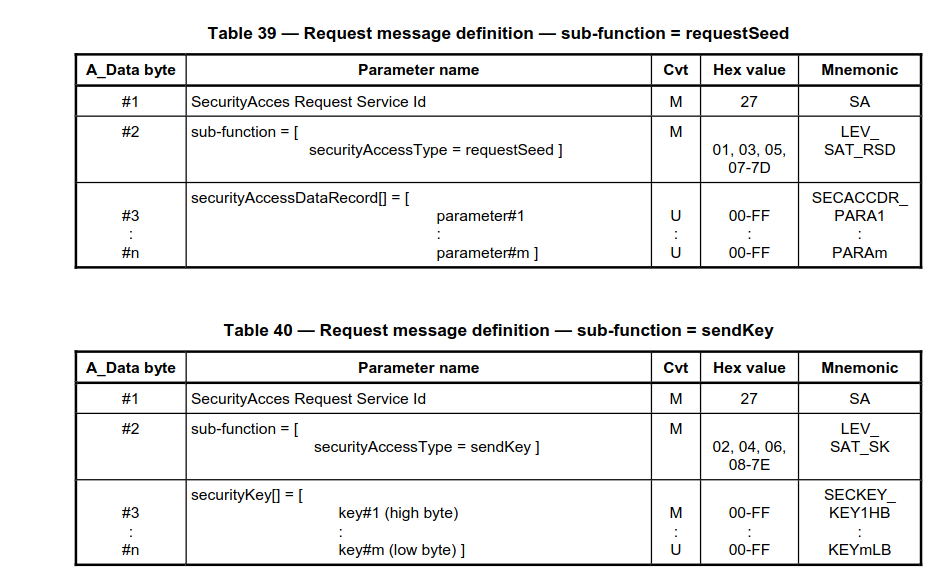 Table 39 — Request message definition — sub-function = requestSeed
A_Data byte Parameter name Cvt Hex value Mnemonic
#1 SecurityAcces Request Service Id M 27 SA
#2 sub-function = [ M LEV_
securityAccessType = requestSeed ] 01, 03, 05, SAT_RSD
07-7D
securityAccessDataRecord[] = [ SECACCDR_
#3 parameter#1 U 00-FF PARA1
: : : : :
#n parameter#m ] U 00-FF PARAm
Table 40 — Request message definition — sub-function = sendKey
A_Data byte Parameter name Cvt Hex value Mnemonic
#1 SecurityAcces Request Service Id M 27 SA
#2 sub-function = [ M LEV_
securityAccessType = sendKey ] 02, 04, 06, SAT_SK
08-7E
securityKey[] = [ SECKEY_
#3 key#1 (high byte) M 00-FF KEY1HB
: : : : :
#n key#m (low byte) ] U 00-FF KEYmLB